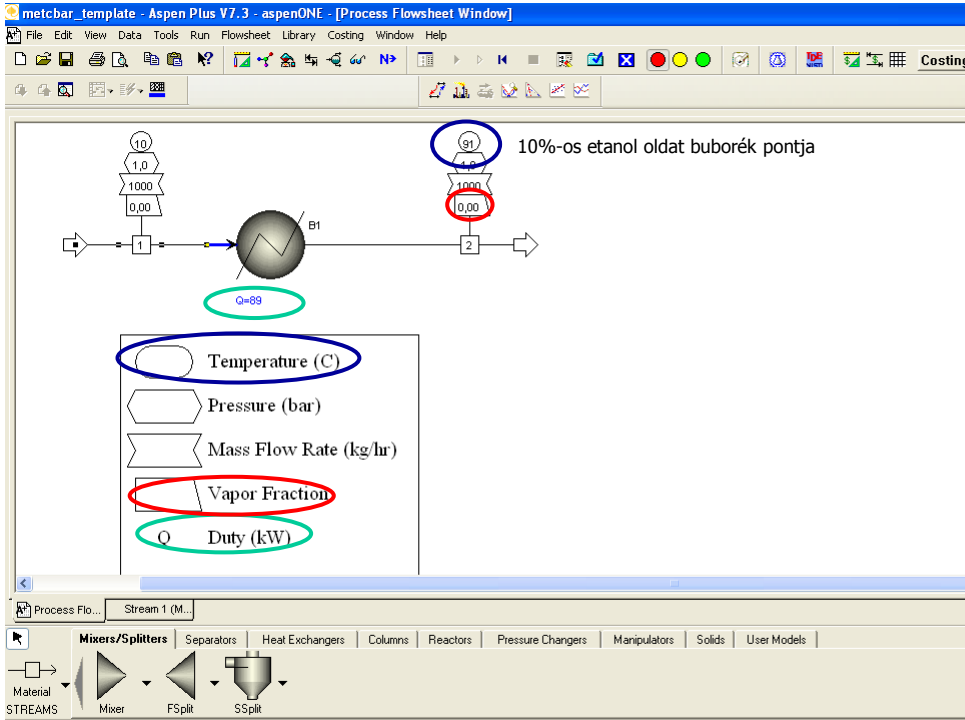 metcbar_template - Aspen Plus V7.3 - aspenONE - [Process Flowsheet Window]
File Edit View Data Tools Run Flowsheet Library Costing Window Help
N> Costing
10
1,0
1000
0,00
1
B1
Q=89
91
1,0
1000
0,00
2
10%-os etanol oldat buborék pontja
Temperature (C)
Pressure (bar)
Mass Flow Rate (kg/hr)
Vapor Fraction
Q Duty (kW)
Process Flo... Stream 1 (M...
Mixers/Splitters Separators Heat Exchangers Columns Reactors Pressure Changers Manipulators Solids User Models
Material
STREAMS Mixer FSplit SSplit